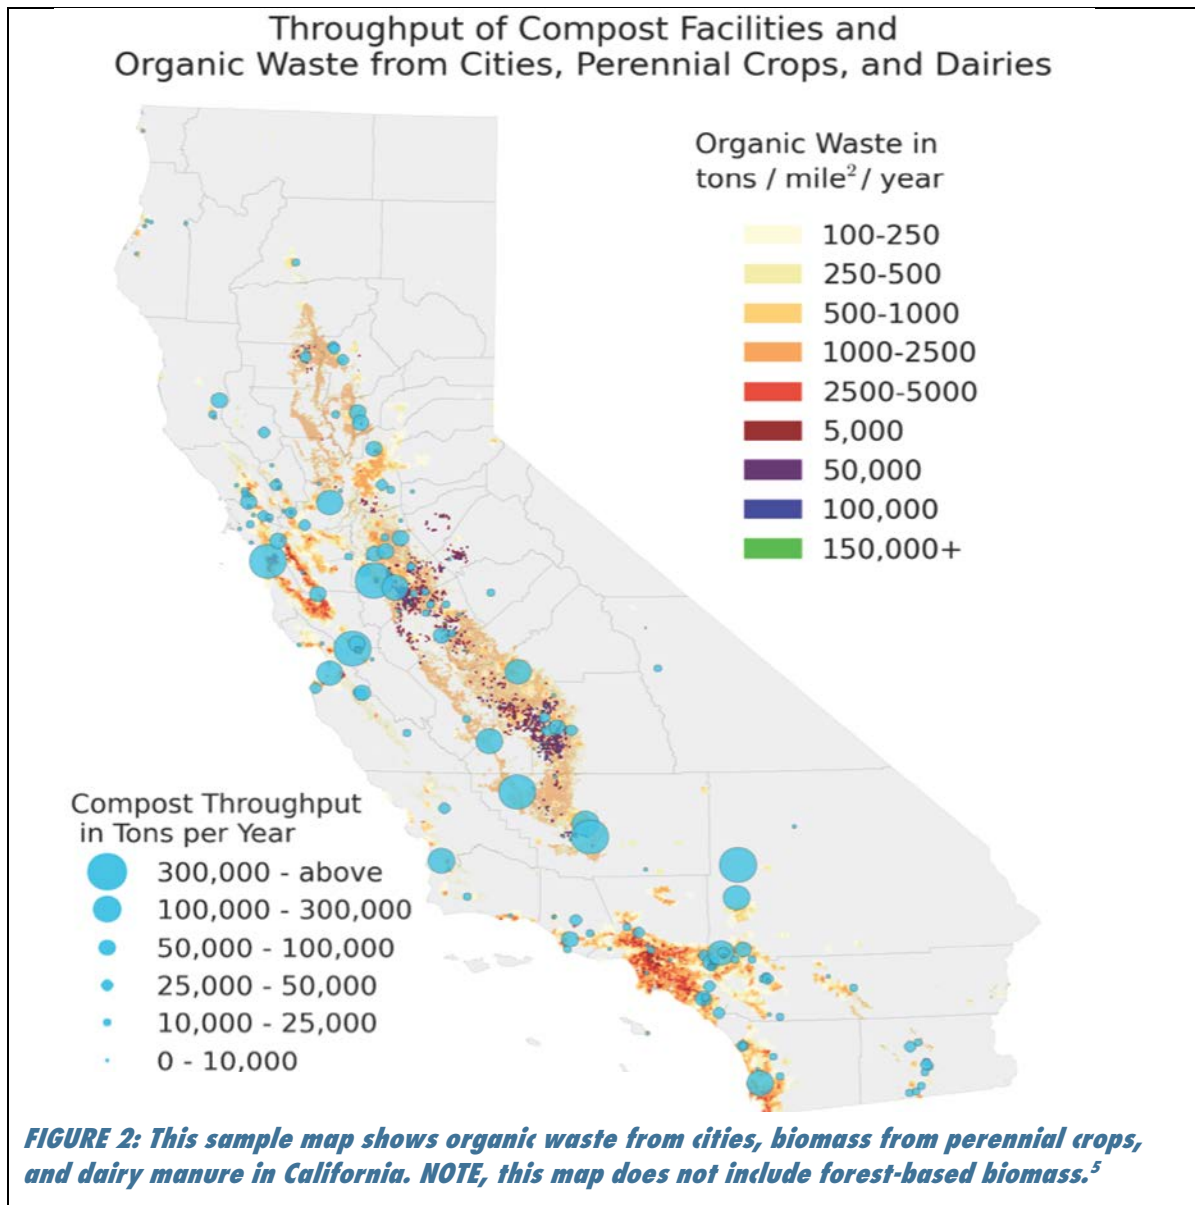 Throughput of Compost Facilities and
Organic Waste from Cities, Perennial Crops, and Dairies
Organic Waste in
tons / mile² / year
100-250
250-500
500-1000
1000-2500
2500-5000
5,000
50,000
100,000
150,000+
Compost Throughput
in Tons per Year
300,000 - above
100,000 - 300,000
50,000 - 100,000
25,000 - 50,000
10,000 - 25,000
0 - 10,000
FIGURE 2: This sample map shows organic waste from cities, biomass from perennial crops,
and dairy manure in California. NOTE, this map does not include forest-based biomass.⁵